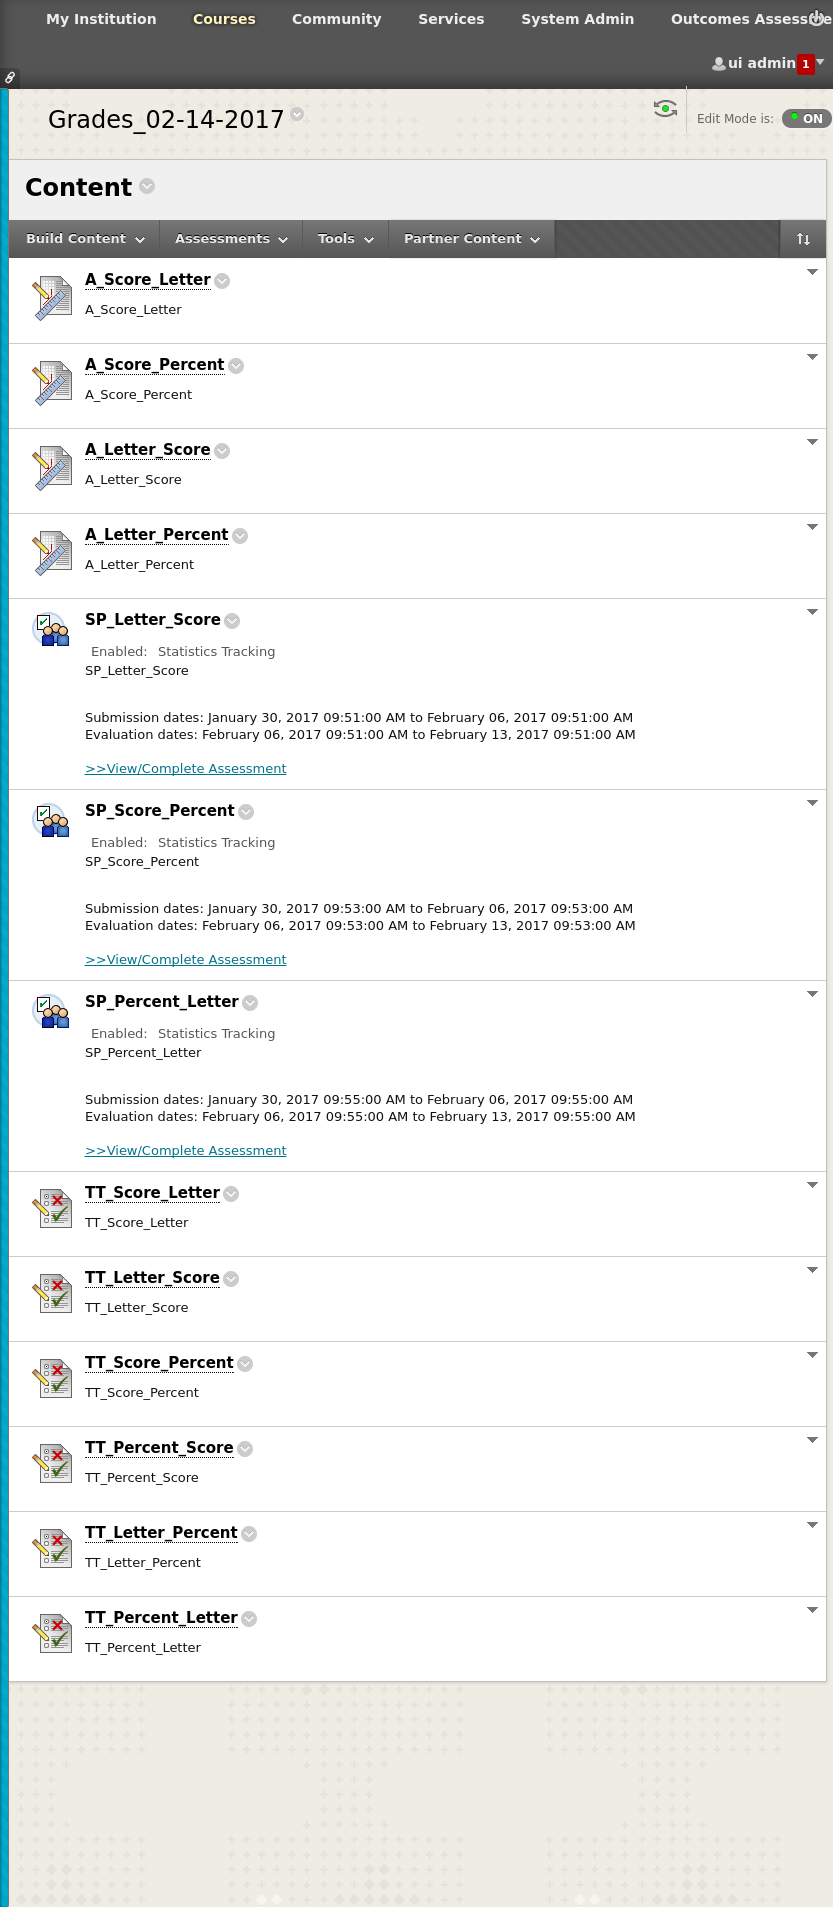 My Institution Courses Community Services System Admin Outcomes Assessme
ui admin 1
Grades_02-14-2017
Edit Mode is: ON
Content
Build Content Assessments Tools Partner Content
A_Score_Letter
A_Score_Letter
A_Score_Percent
A_Score_Percent
A_Letter_Score
A_Letter_Score
A_Letter_Percent
A_Letter_Percent
SP_Letter_Score
Enabled: Statistics Tracking
SP_Letter_Score
Submission dates: January 30, 2017 09:51:00 AM to February 06, 2017 09:51:00 AM
Evaluation dates: February 06, 2017 09:51:00 AM to February 13, 2017 09:51:00 AM
>>View/Complete Assessment
SP_Score_Percent
Enabled: Statistics Tracking
SP_Score_Percent
Submission dates: January 30, 2017 09:53:00 AM to February 06, 2017 09:53:00 AM
Evaluation dates: February 06, 2017 09:53:00 AM to February 13, 2017 09:53:00 AM
>>View/Complete Assessment
SP_Percent_Letter
Enabled: Statistics Tracking
SP_Percent_Letter
Submission dates: January 30, 2017 09:55:00 AM to February 06, 2017 09:55:00 AM
Evaluation dates: February 06, 2017 09:55:00 AM to February 13, 2017 09:55:00 AM
>>View/Complete Assessment
TT_Score_Letter
TT_Score_Letter
TT_Letter_Score
TT_Letter_Score
TT_Score_Percent
TT_Score_Percent
TT_Percent_Score
TT_Percent_Score
TT_Letter_Percent
TT_Letter_Percent
TT_Percent_Letter
TT_Percent_Letter